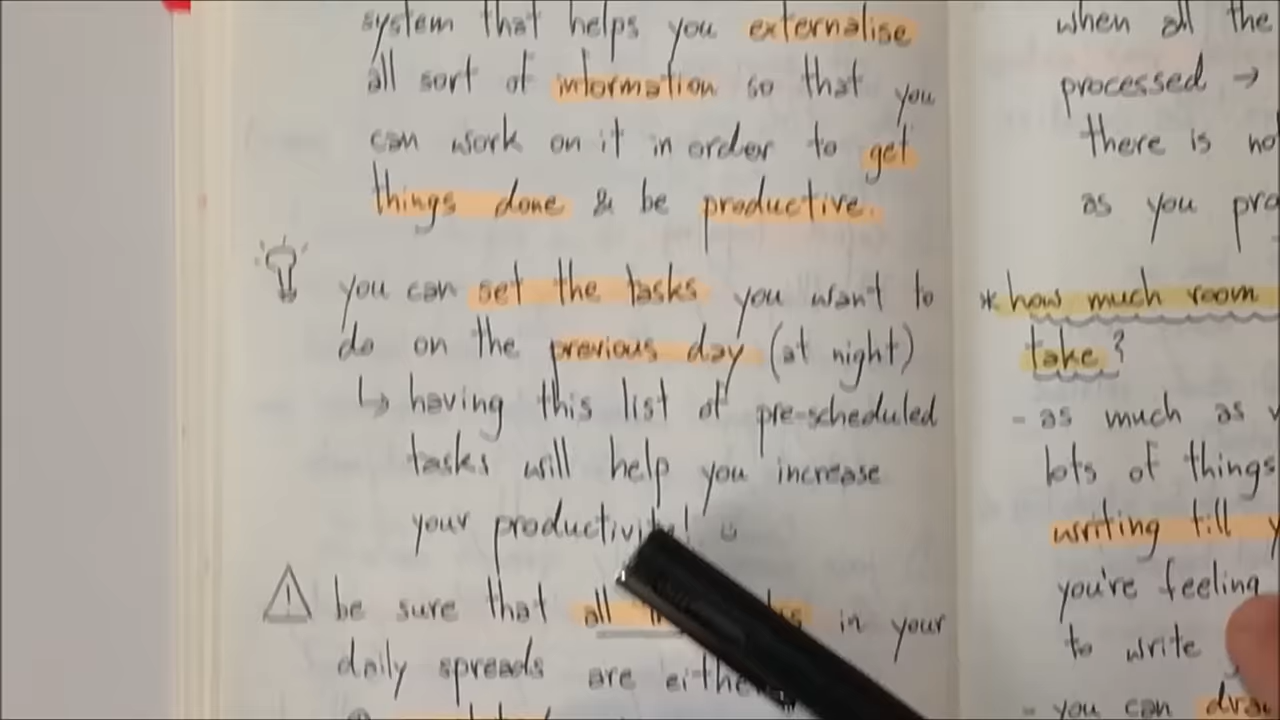 system that helps you externalise
all sort of information so that you
can work on it in order to get
things done & be productive.
you can set the tasks you want to
do on the previous day (at night)
↳ having this list of pre-scheduled
tasks will help you increase
your productivity!
be sure that all in your
daily spreads are either
when all the
processed →
there is no
as you pro
* how much room
take?
- as much as
lots of things
writing till y
you're feeling
to write
- you can draw